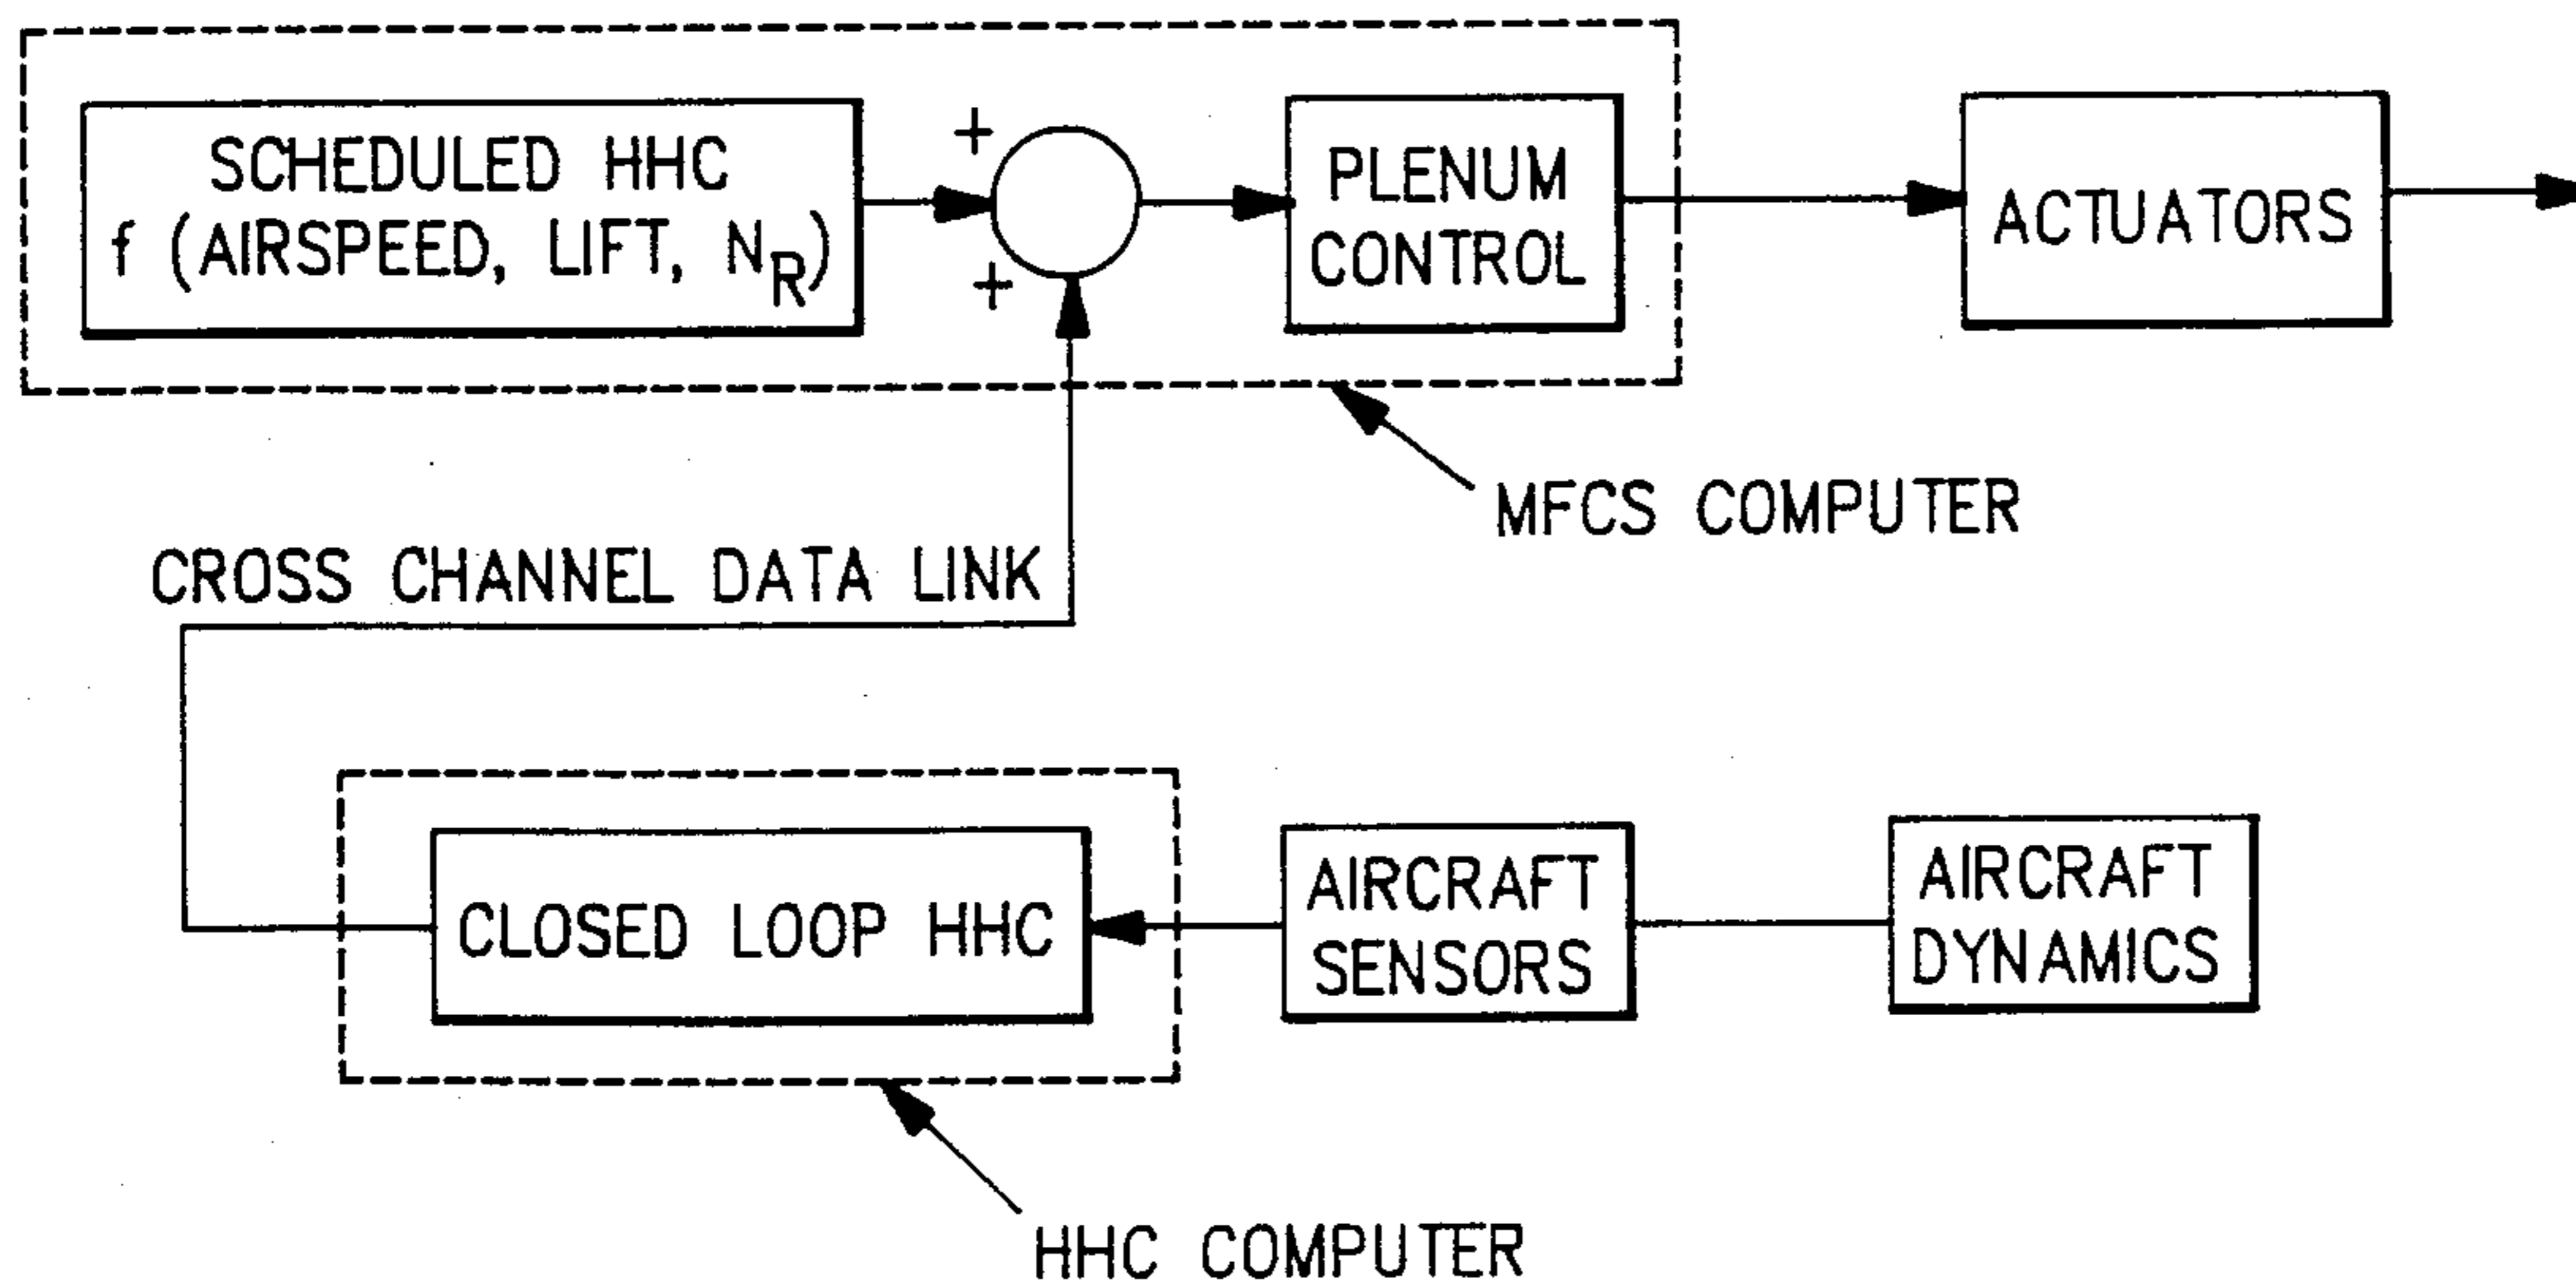 SCHEDULED HHC
f (AIRSPEED, LIFT, N_R)
+
+
PLENUM
CONTROL
ACTUATORS
MFCS COMPUTER
CROSS CHANNEL DATA LINK
CLOSED LOOP HHC
AIRCRAFT
SENSORS
AIRCRAFT
DYNAMICS
HHC COMPUTER